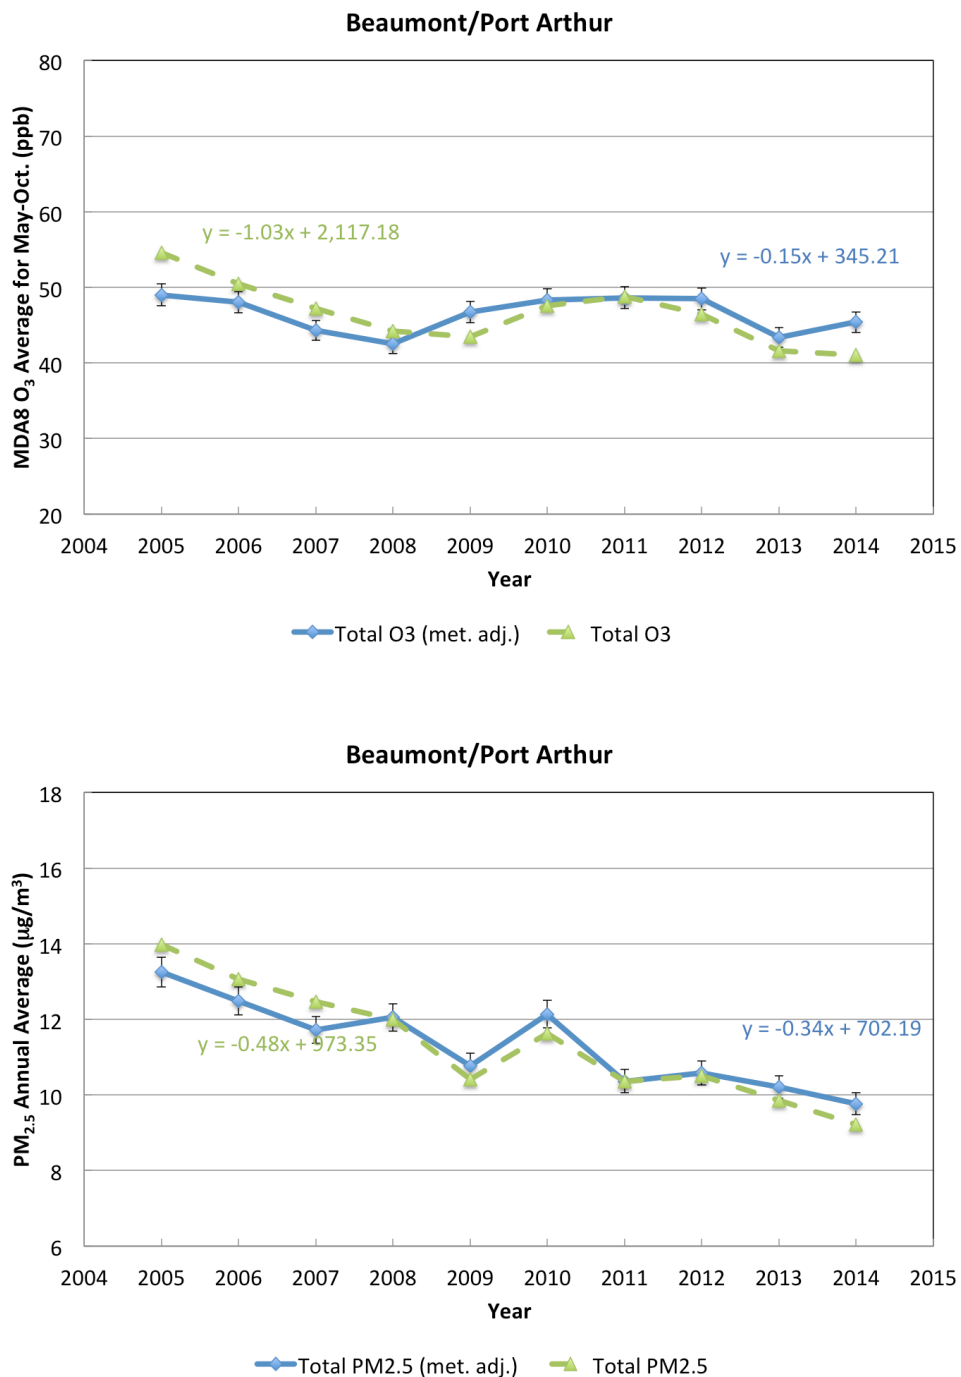 Beaumont/Port Arthur
MDA8 O₃ Average for May-Oct. (ppb)
80
70
60
50
40
30
20
y = -1.03x + 2,117.18
y = -0.15x + 345.21
2004 2005 2006 2007 2008 2009 2010 2011 2012 2013 2014 2015
Year
Total O3 (met. adj.) Total O3
Beaumont/Port Arthur
PM₂.₅ Annual Average (µg/m³)
18
16
14
12
10
8
6
y = -0.48x + 973.35
y = -0.34x + 702.19
2004 2005 2006 2007 2008 2009 2010 2011 2012 2013 2014 2015
Year
Total PM2.5 (met. adj.) Total PM2.5